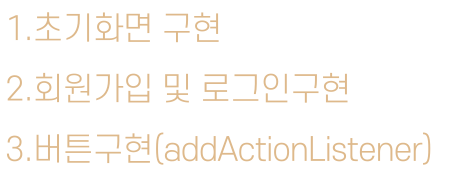 1.초기화면 구현
2.회원가입 및 로그인구현
3.버튼구현(addActionListener)